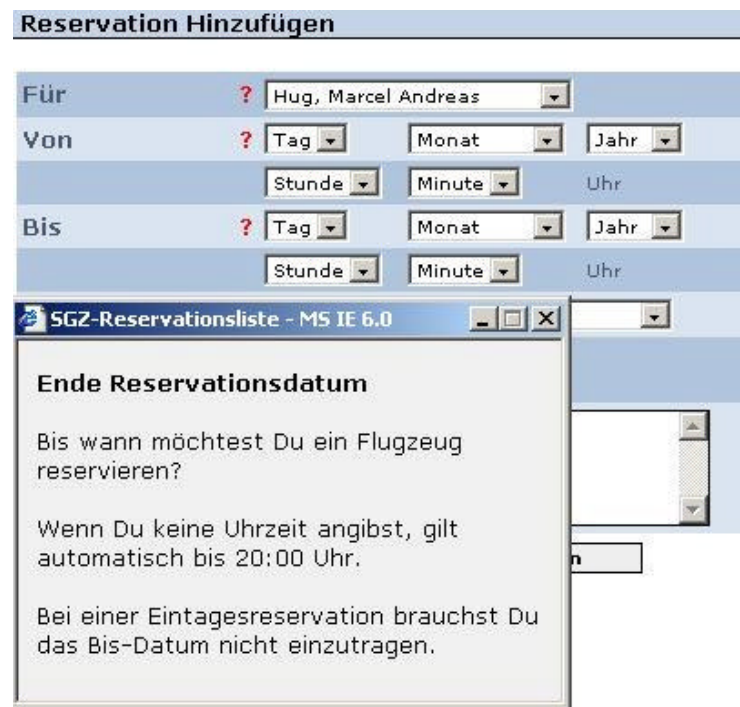 Reservation Hinzufügen
Für ? Hug, Marcel Andreas
Von ? Tag Monat Jahr
Stunde Minute Uhr
Bis ? Tag Monat Jahr
Stunde Minute Uhr
SGZ-Reservationsliste - MS IE 6.0
Ende Reservationsdatum
Bis wann möchtest Du ein Flugzeug
reservieren?
Wenn Du keine Uhrzeit angibst, gilt
automatisch bis 20:00 Uhr.
Bei einer Eintagesreservation brauchst Du
das Bis-Datum nicht einzutragen.